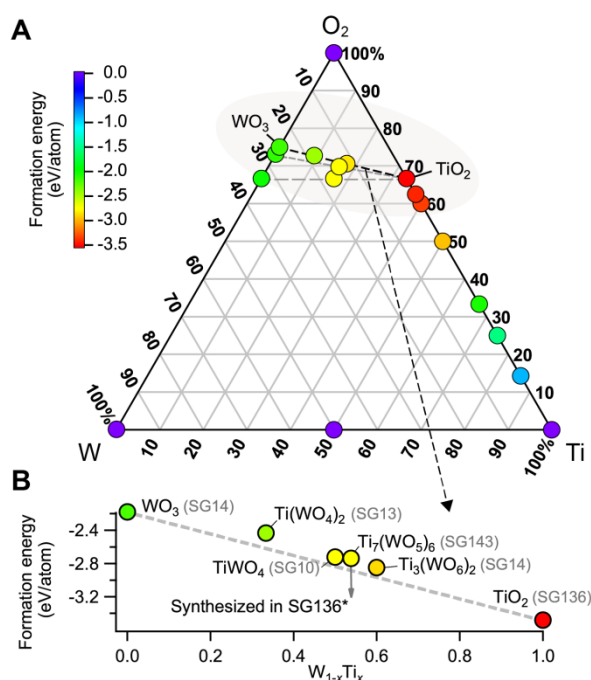 A
O2
100%
Formation energy
(eV/atom)
0.0
-0.5
-1.0
-1.5
-2.0
-2.5
-3.0
-3.5
10
20
30
40
50
60
70
80
90
100%
90
80
70
60
50
40
30
20
10
WO3
TiO2
W
10
20
30
40
50
60
70
80
90
100%
Ti
B
Formation energy
(eV/atom)
-2.4
-2.8
-3.2
WO3 (SG14)
Ti(WO4)2 (SG13)
Ti7(WO5)6 (SG143)
TiWO4 (SG10)
Ti3(WO6)2 (SG14)
Synthesized in SG136*
TiO2 (SG136)
0.0
0.2
0.4
0.6
0.8
1.0
W1-xTix